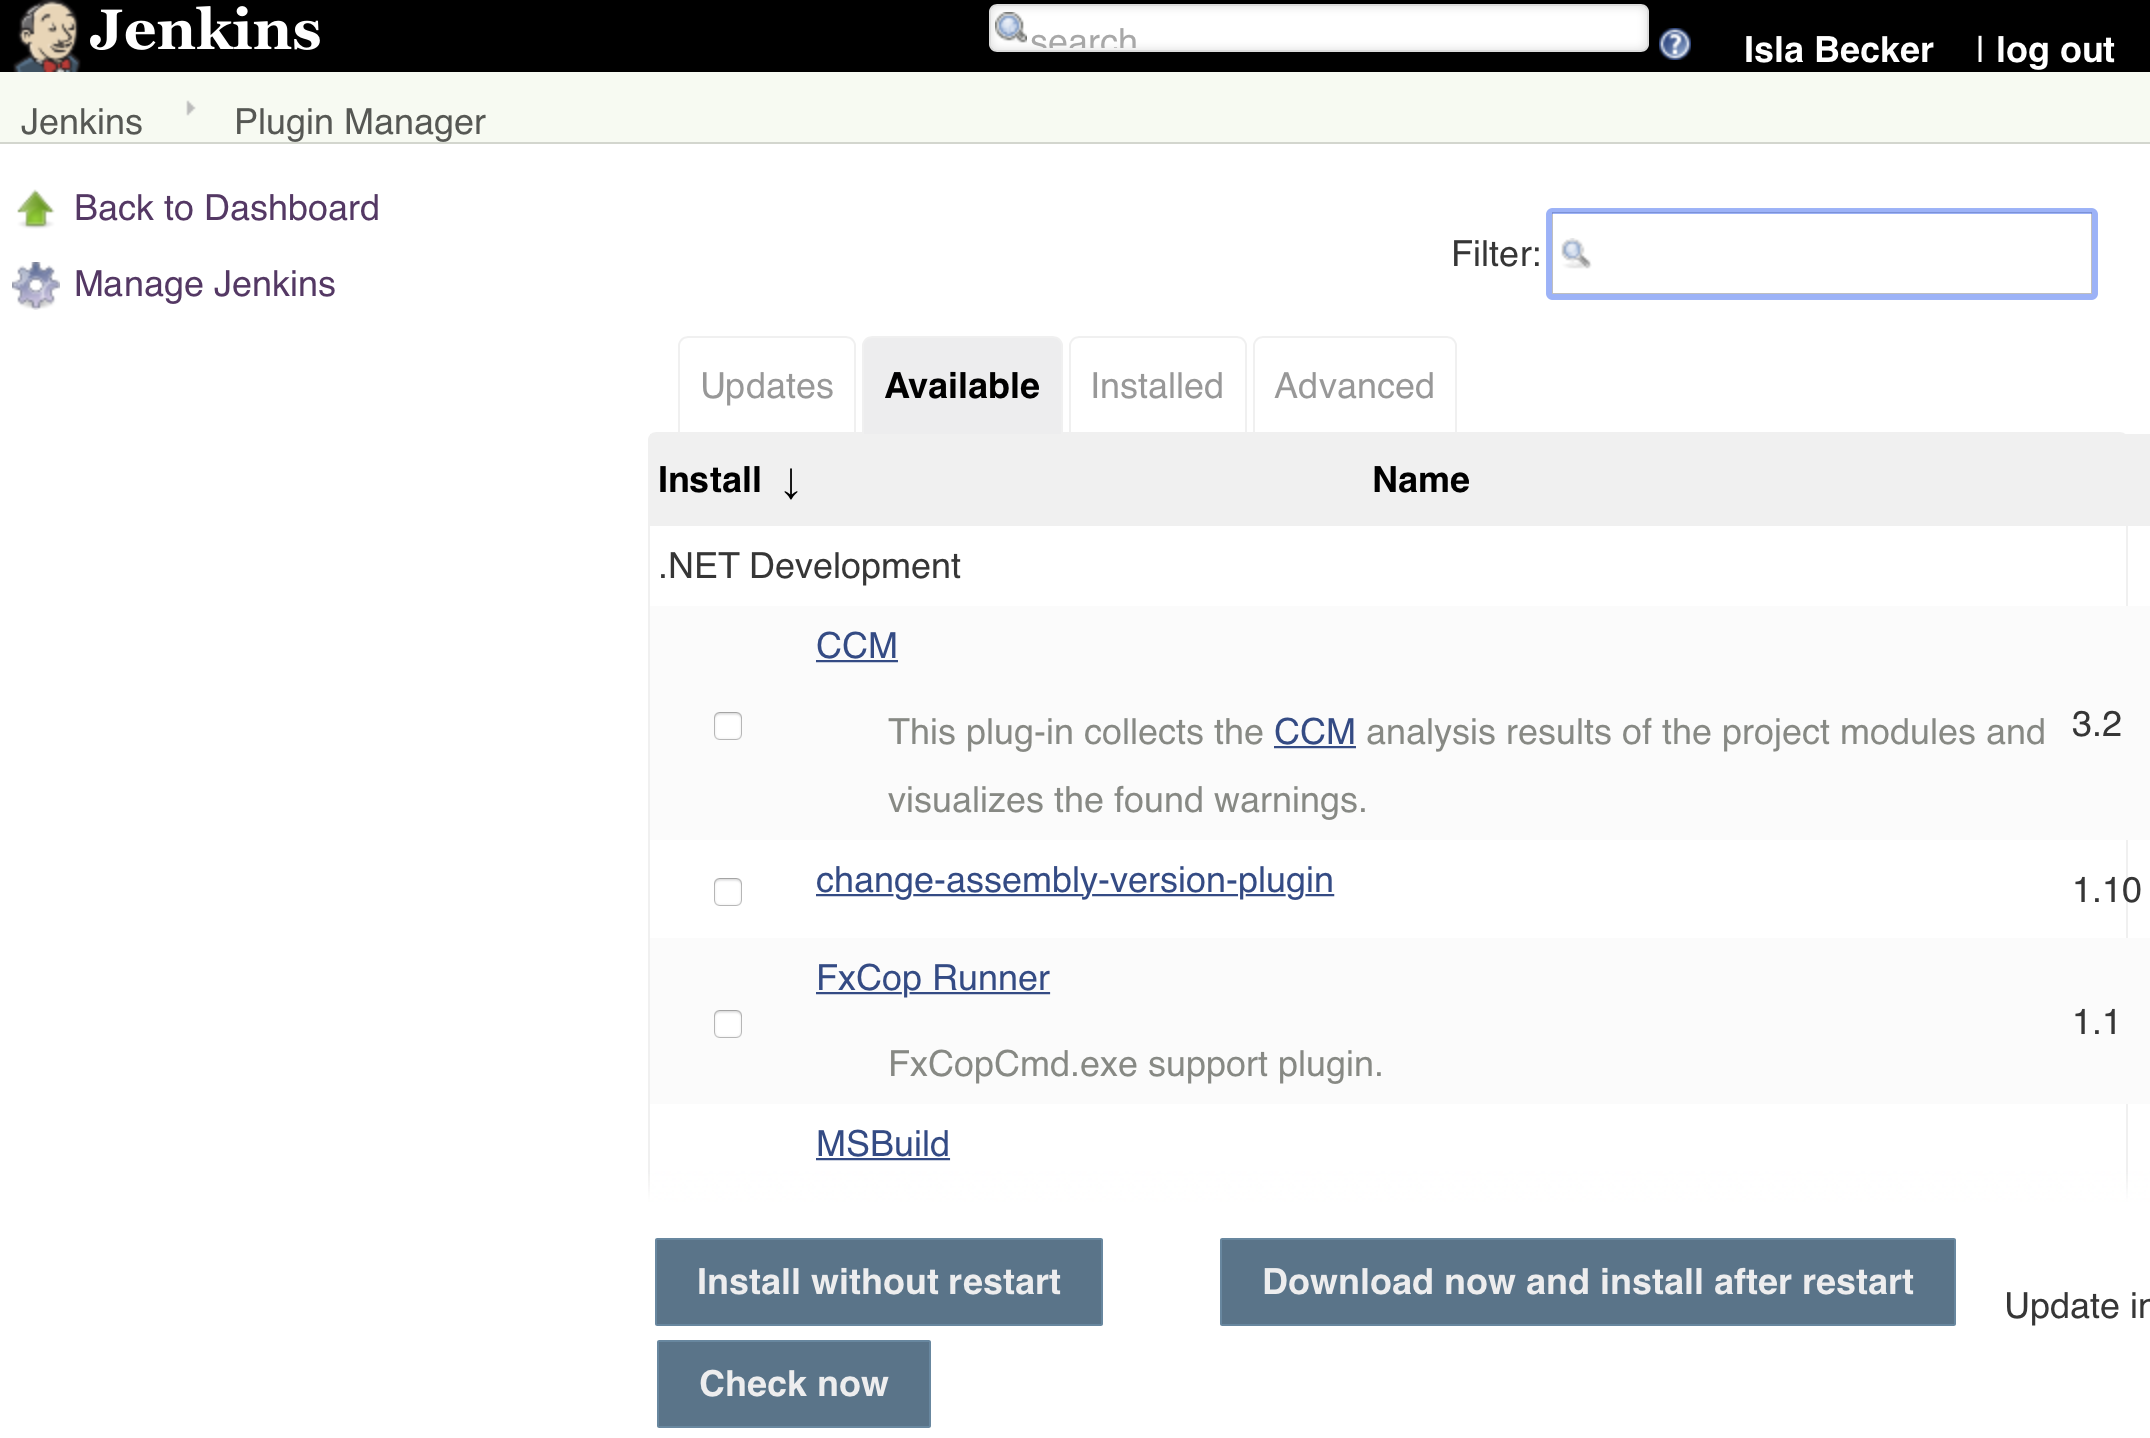 Jenkins
search
?
Isla Becker | log out
Jenkins Plugin Manager
Back to Dashboard
Manage Jenkins
Filter:
Updates Available Installed Advanced
Install ↓ Name
.NET Development
CCM
This plug-in collects the CCM analysis results of the project modules and
visualizes the found warnings.
3.2
change-assembly-version-plugin 1.10
FxCop Runner
FxCopCmd.exe support plugin.
1.1
MSBuild
Install without restart Download now and install after restart Update
Check now